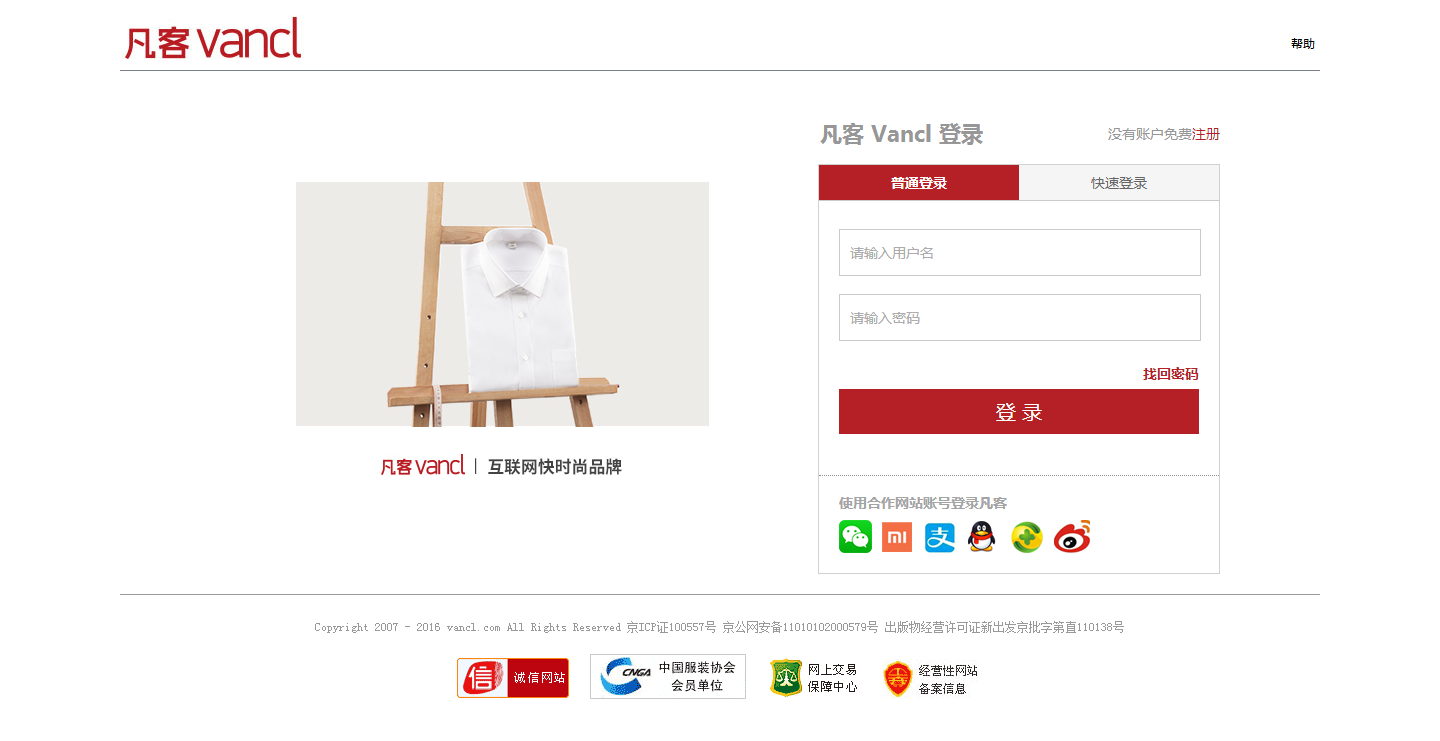 凡客 vancl
帮助
凡客 Vancl 登录
没有账户免费注册
普通登录
快速登录
请输入用户名
请输入密码
找回密码
登 录
凡客 vancl | 互联网快时尚品牌
使用合作网站账号登录凡客
mi
支
Copyright 2007 - 2016 vancl.com All Rights Reserved 京ICP证100557号 京公网安备11010102000579号 出版物经营许可证新出发京批字第直110138号
信 诚信网站
CNGA
中国服装协会
会员单位
网上交易
保障中心
经营性网站
备案信息